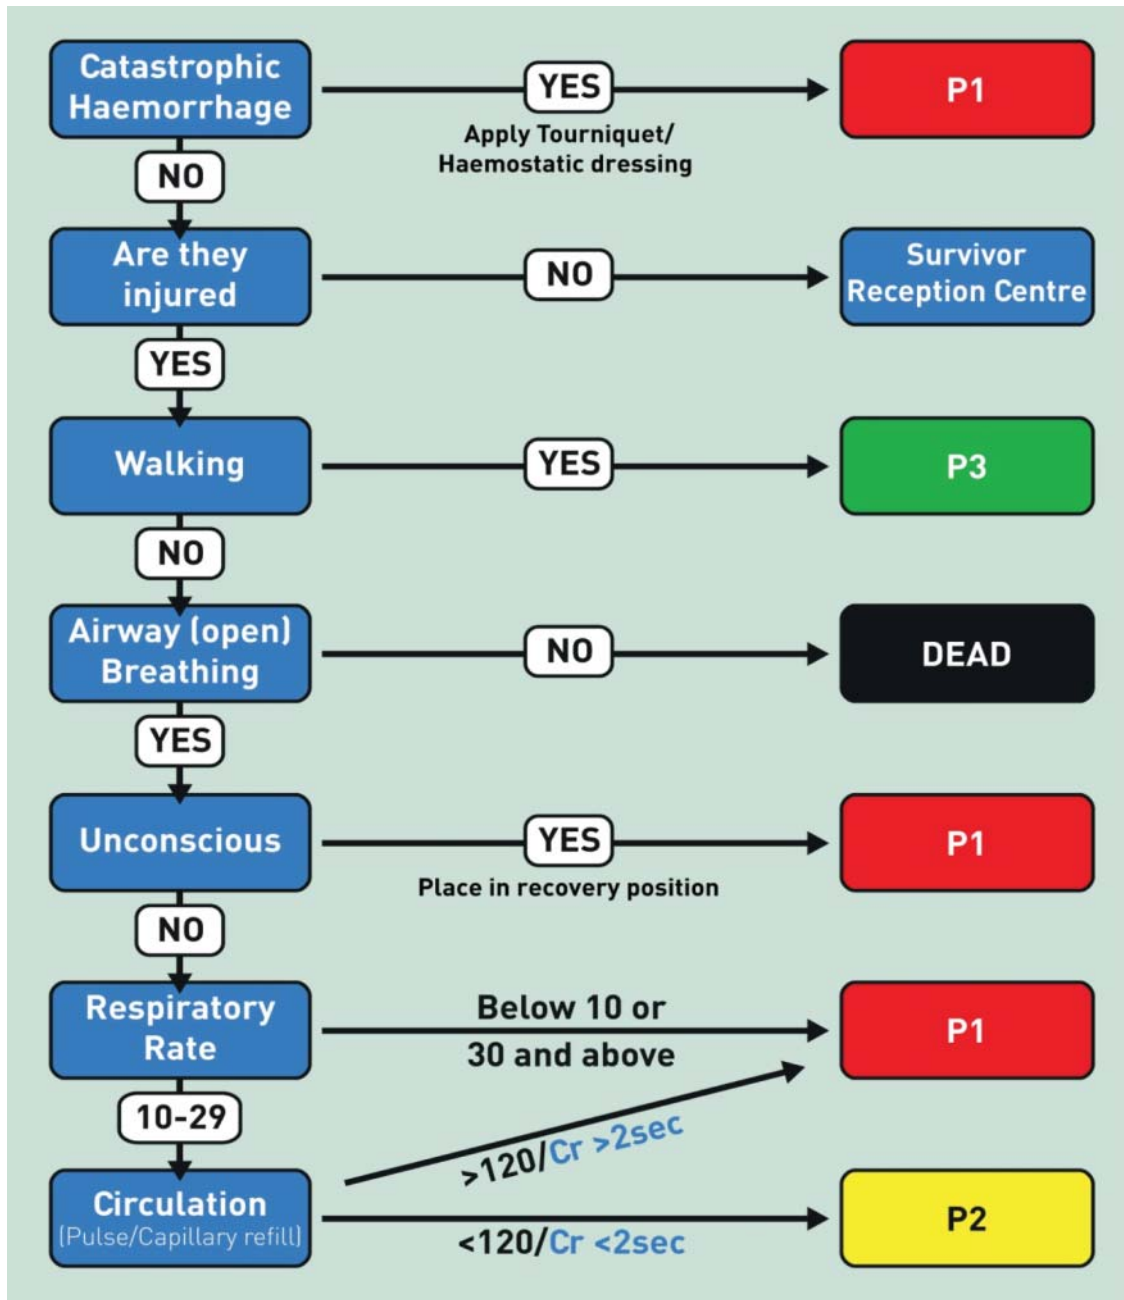 Catastrophic
Haemorrhage
YES
Apply Tourniquet/
Haemostatic dressing
P1
NO
Are they
injured
NO
Survivor
Reception Centre
YES
Walking
YES
P3
NO
Airway (open)
Breathing
NO
DEAD
YES
Unconscious
YES
Place in recovery position
P1
NO
Respiratory
Rate
Below 10 or
30 and above
P1
10-29
>120/Cr >2sec
Circulation
(Pulse/Capillary refill)
<120/Cr <2sec
P2